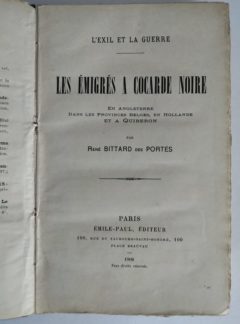 L'EXIL ET LA GUERRE
LES ÉMIGRÉS A COCARDE NOIRE
EN ANGLETERRE
DANS LES PROVINCES BELGES, EN HOLLANDE
ET A QUIBERON
PAR
RENÉ BITTARD DES PORTES
PARIS
ÉMILE-PAUL, ÉDITEUR
100, RUE DU FAUBOURG-SAINT-HONORÉ, 100
PLACE BEAUVAU
Tous droits réservés.